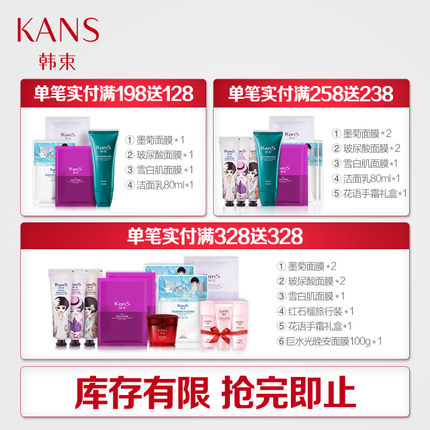 KANS
韩束
单笔实付满198送128
①墨菊面膜*1
②玻尿酸面膜*1
③雪白肌面膜*1
④洁面乳80ml*1
单笔实付满258送238
①墨菊面膜*2
②玻尿酸面膜*2
③雪白肌面膜*1
④洁面乳80ml*1
⑤花语手霜礼盒*1
单笔实付满328送328
①墨菊面膜*2
②玻尿酸面膜*2
③雪白肌面膜*1
④红石榴旅行装*1
⑤花语手霜礼盒*1
⑥巨水光晚安面膜100g*1
库存有限 抢完即止